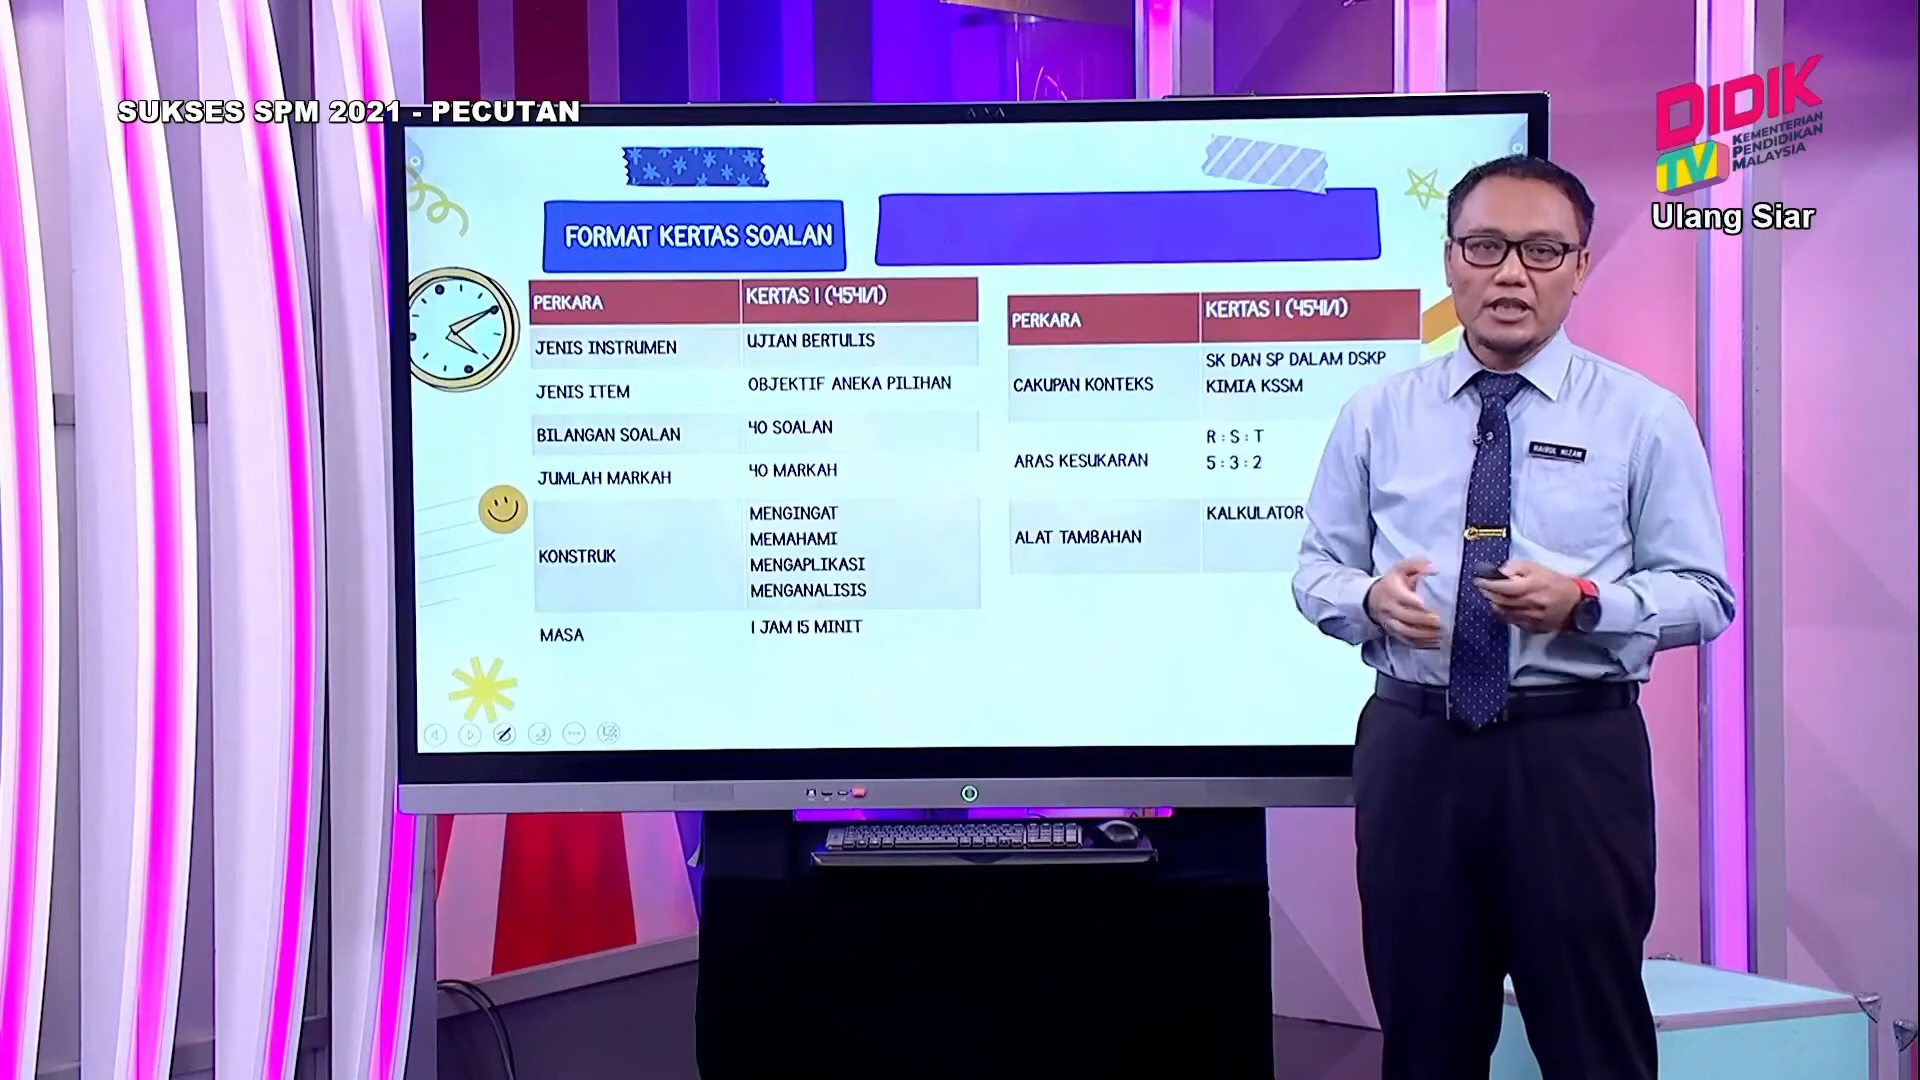 SUKSES SPM 2021 - PECUTAN
DIDIK
TV
KEMENTERIAN
PENDIDIKAN
MALAYSIA
Ulang Siar
FORMAT KERTAS SOALAN
PERKARA KERTAS 1 (4541/1)
JENIS INSTRUMEN UJIAN BERTULIS
JENIS ITEM OBJEKTIF ANEKA PILIHAN
BILANGAN SOALAN 40 SOALAN
JUMLAH MARKAH 40 MARKAH
KONSTRUK MENGINGAT
MEMAHAMI
MENGAPLIKASI
MENGANALISIS
MASA 1 JAM 15 MINIT
PERKARA KERTAS 1 (4541/1)
CAKUPAN KONTEKS SK DAN SP DALAM DSKP
KIMIA KSSM
ARAS KESUKARAN R : S : T
5 : 3 : 2
ALAT TAMBAHAN KALKULATOR
HAIRUL NIZAM